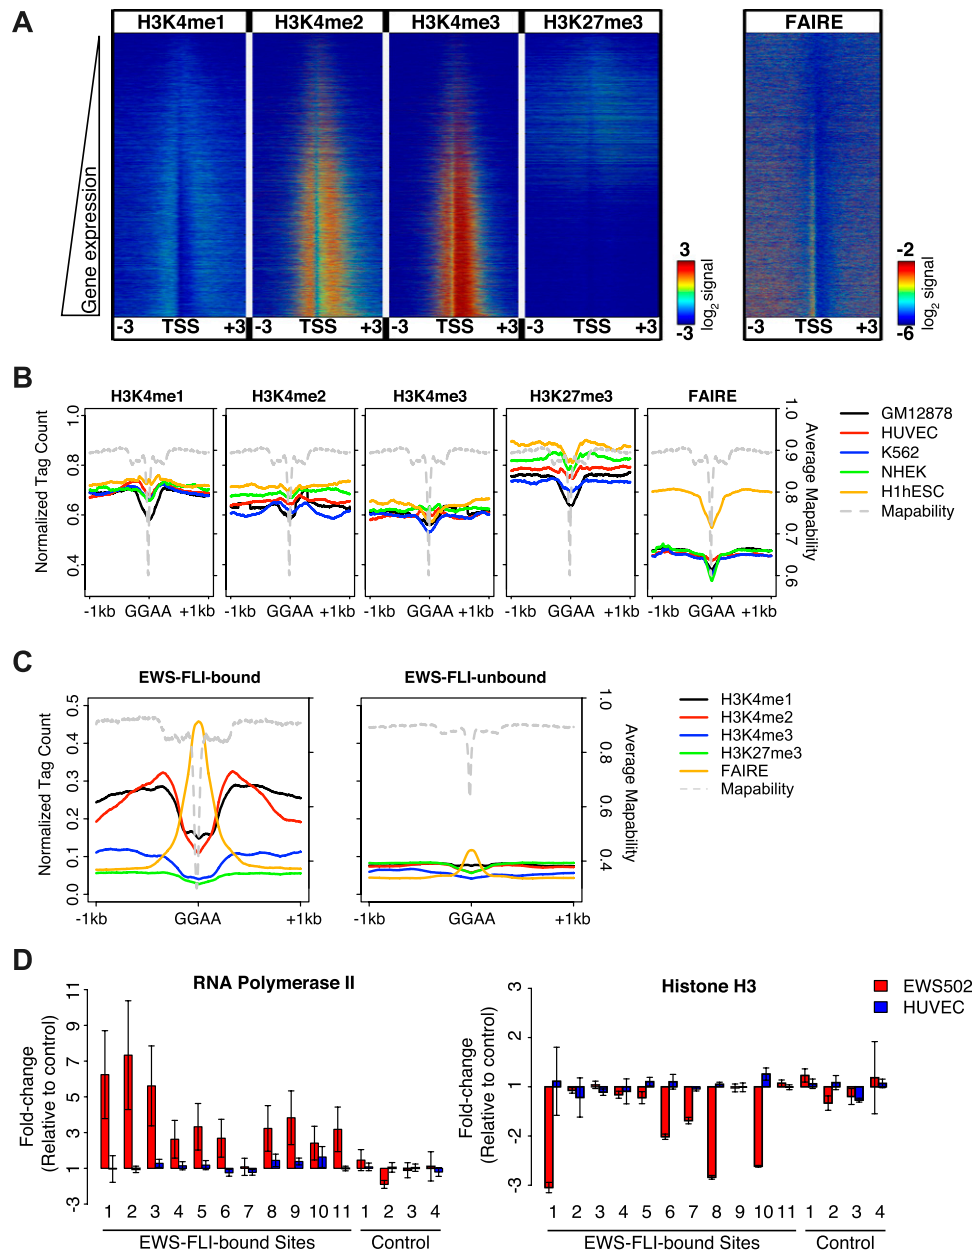 A
H3K4me1 H3K4me2 H3K4me3 H3K27me3 FAIRE
Gene expression
-3 TSS +3 -3 TSS +3 -3 TSS +3 -3 TSS +3
3
-3
log2 signal
-3 TSS +3
-2
-6
log2 signal
B
H3K4me1 H3K4me2 H3K4me3 H3K27me3 FAIRE
Normalized Tag Count
1.0
0.8
0.6
0.4
-1kb GGAA +1kb -1kb GGAA +1kb -1kb GGAA +1kb -1kb GGAA +1kb -1kb GGAA +1kb
1.0
0.9
0.8
0.7
0.6
Average Mapability
GM12878
HUVEC
K562
NHEK
H1hESC
Mapability
C
EWS-FLI-bound EWS-FLI-unbound
Normalized Tag Count
0.5
0.4
0.3
0.2
0.1
0.0
-1kb GGAA +1kb -1kb GGAA +1kb
1.0
0.8
0.6
0.4
Average Mapability
H3K4me1
H3K4me2
H3K4me3
H3K27me3
FAIRE
Mapability
D
RNA Polymerase II
Fold-change
(Relative to control)
11
9
7
5
3
1
-3
1 2 3 4 5 6 7 8 9 10 11 1 2 3 4
EWS-FLI-bound Sites Control
Histone H3
EWS502
HUVEC
Fold-change
(Relative to control)
3
2
1
-2
-3
1 2 3 4 5 6 7 8 9 10 11 1 2 3 4
EWS-FLI-bound Sites Control